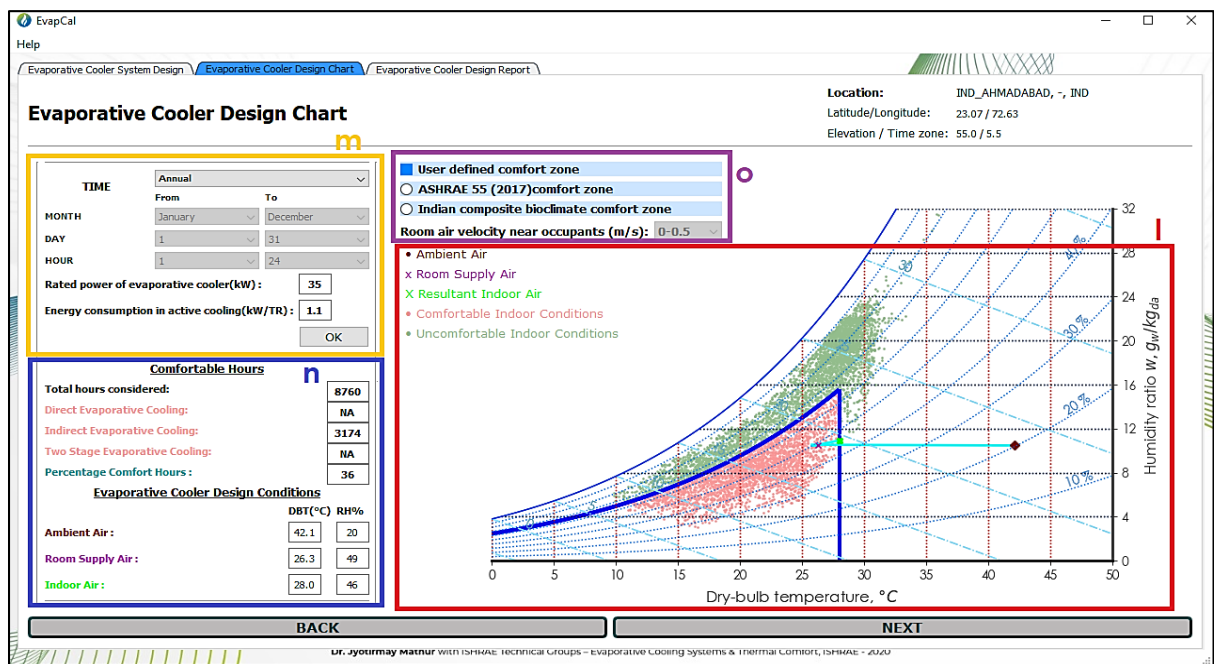 EvapCal
Help
Evaporative Cooler System Design
Evaporative Cooler Design Chart
Evaporative Cooler Design Report
Location: IND_AHMADABAD, -, IND
Latitude/Longitude: 23.07 / 72.63
Elevation / Time zone: 55.0 / 5.5
Evaporative Cooler Design Chart
m
TIME Annual
From To
MONTH January December
DAY 1 31
HOUR 1 24
Rated power of evaporative cooler(kW) : 35
Energy consumption in active cooling(kW/TR) : 1.1
OK
n
Comfortable Hours
Total hours considered: 8760
Direct Evaporative Cooling: NA
Indirect Evaporative Cooling: 3174
Two Stage Evaporative Cooling: NA
Percentage Comfort Hours : 36
Evaporative Cooler Design Conditions
DBT(°C) RH%
Ambient Air : 42.1 20
Room Supply Air : 26.3 49
Indoor Air : 28.0 46
o
User defined comfort zone
ASHRAE 55 (2017)comfort zone
Indian composite bioclimate comfort zone
Room air velocity near occupants (m/s): 0-0.5
l
• Ambient Air
x Room Supply Air
X Resultant Indoor Air
• Comfortable Indoor Conditions
• Uncomfortable Indoor Conditions
30
40%
30%
20%
10%
32
28
24
20
16
12
8
4
0
Humidity ratio w, gw/kgda
0 5 10 15 20 25 30 35 40 45 50
Dry-bulb temperature, °C
BACK
NEXT
Dr. Jyotirmay Mathur with ISHRAE Technical Groups – Evaporative Cooling Systems & Thermal Comfort, ISHRAE - 2020